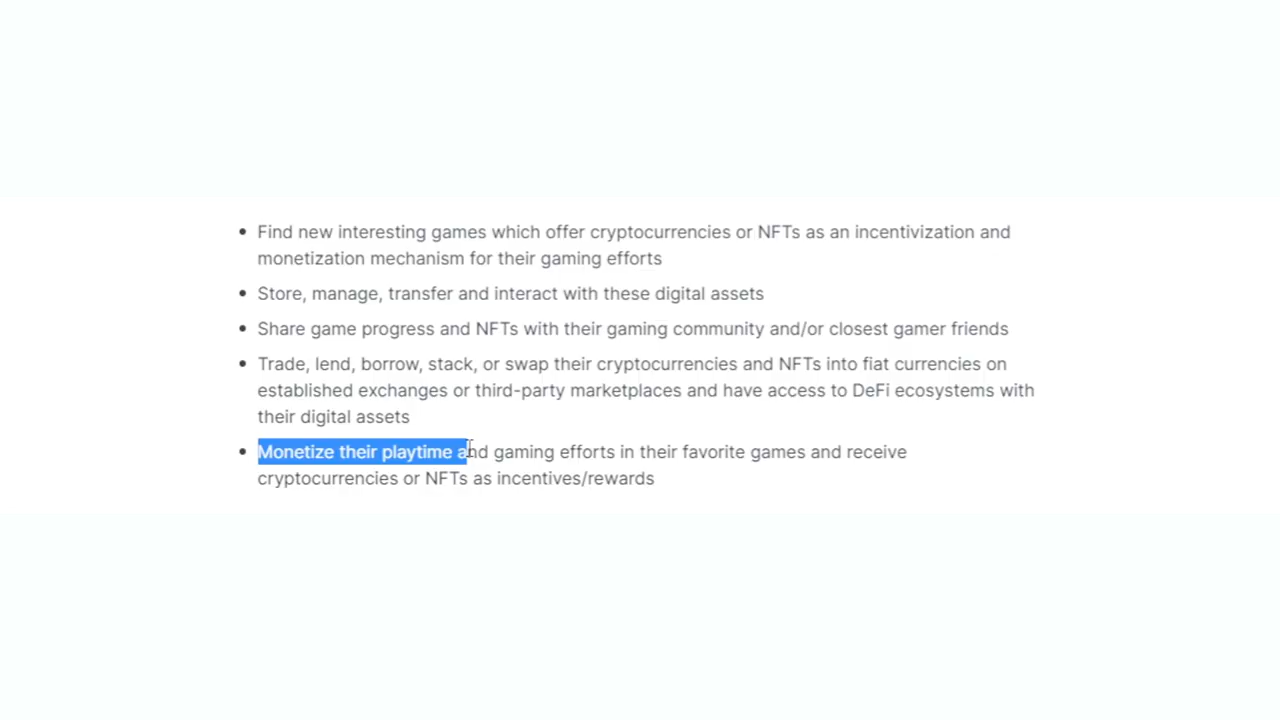 • Find new interesting games which offer cryptocurrencies or NFTs as an incentivization and
monetization mechanism for their gaming efforts
• Store, manage, transfer and interact with these digital assets
• Share game progress and NFTs with their gaming community and/or closest gamer friends
• Trade, lend, borrow, stack, or swap their cryptocurrencies and NFTs into fiat currencies on
established exchanges or third-party marketplaces and have access to DeFi ecosystems with
their digital assets
• Monetize their playtime and gaming efforts in their favorite games and receive
cryptocurrencies or NFTs as incentives/rewards